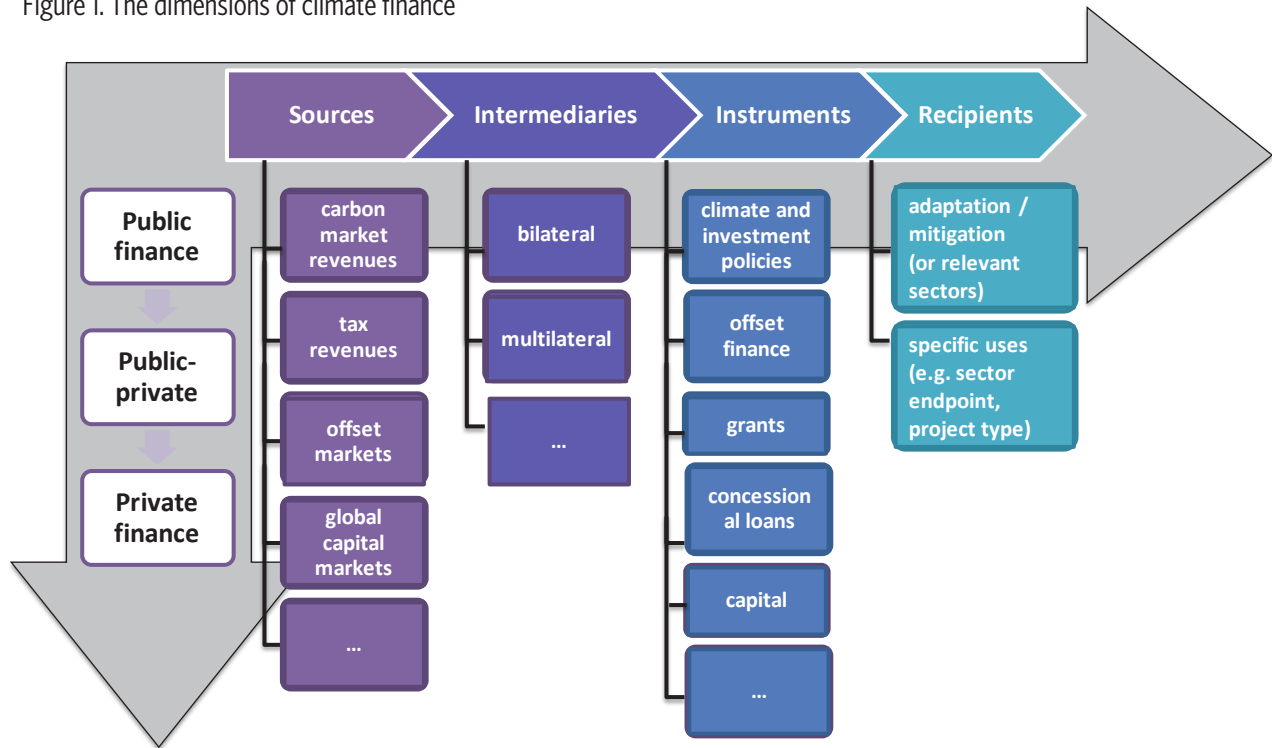 Figure 1. The dimensions of climate finance
Sources
Intermediaries
Instruments
Recipients
Public
finance
Public-
private
Private
finance
carbon
market
revenues
tax
revenues
offset
markets
global
capital
markets
...
bilateral
multilateral
...
climate and
investment
policies
offset
finance
grants
concession
al loans
capital
...
adaptation /
mitigation
(or relevant
sectors)
specific uses
(e.g. sector
endpoint,
project type)